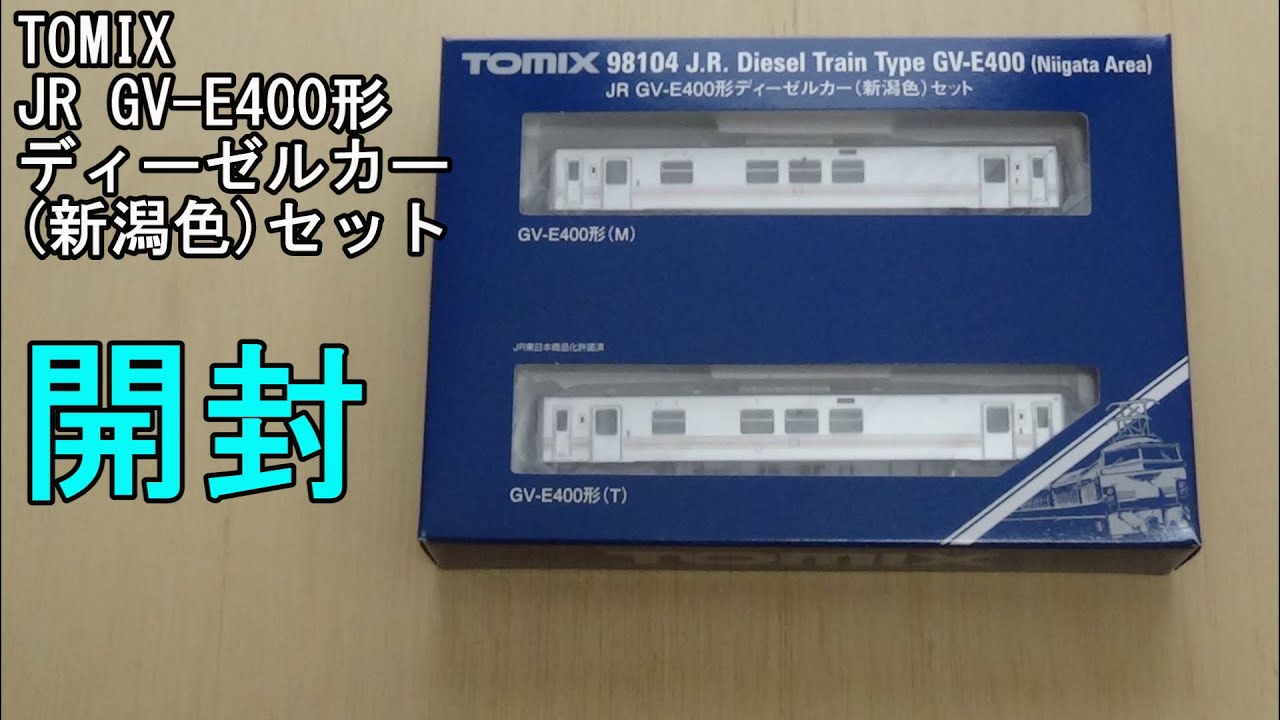 TOMIX
JR GV-E400形
ディーゼルカー
(新潟色)セット
開封
TOMIX 98104 J.R. Diesel Train Type GV-E400 (Niigata Area)
JR GV-E400形ディーゼルカー(新潟色)セット
GV-E400形(M)
JR東日本商品化許諾済
GV-E400形(T)
TOMIX